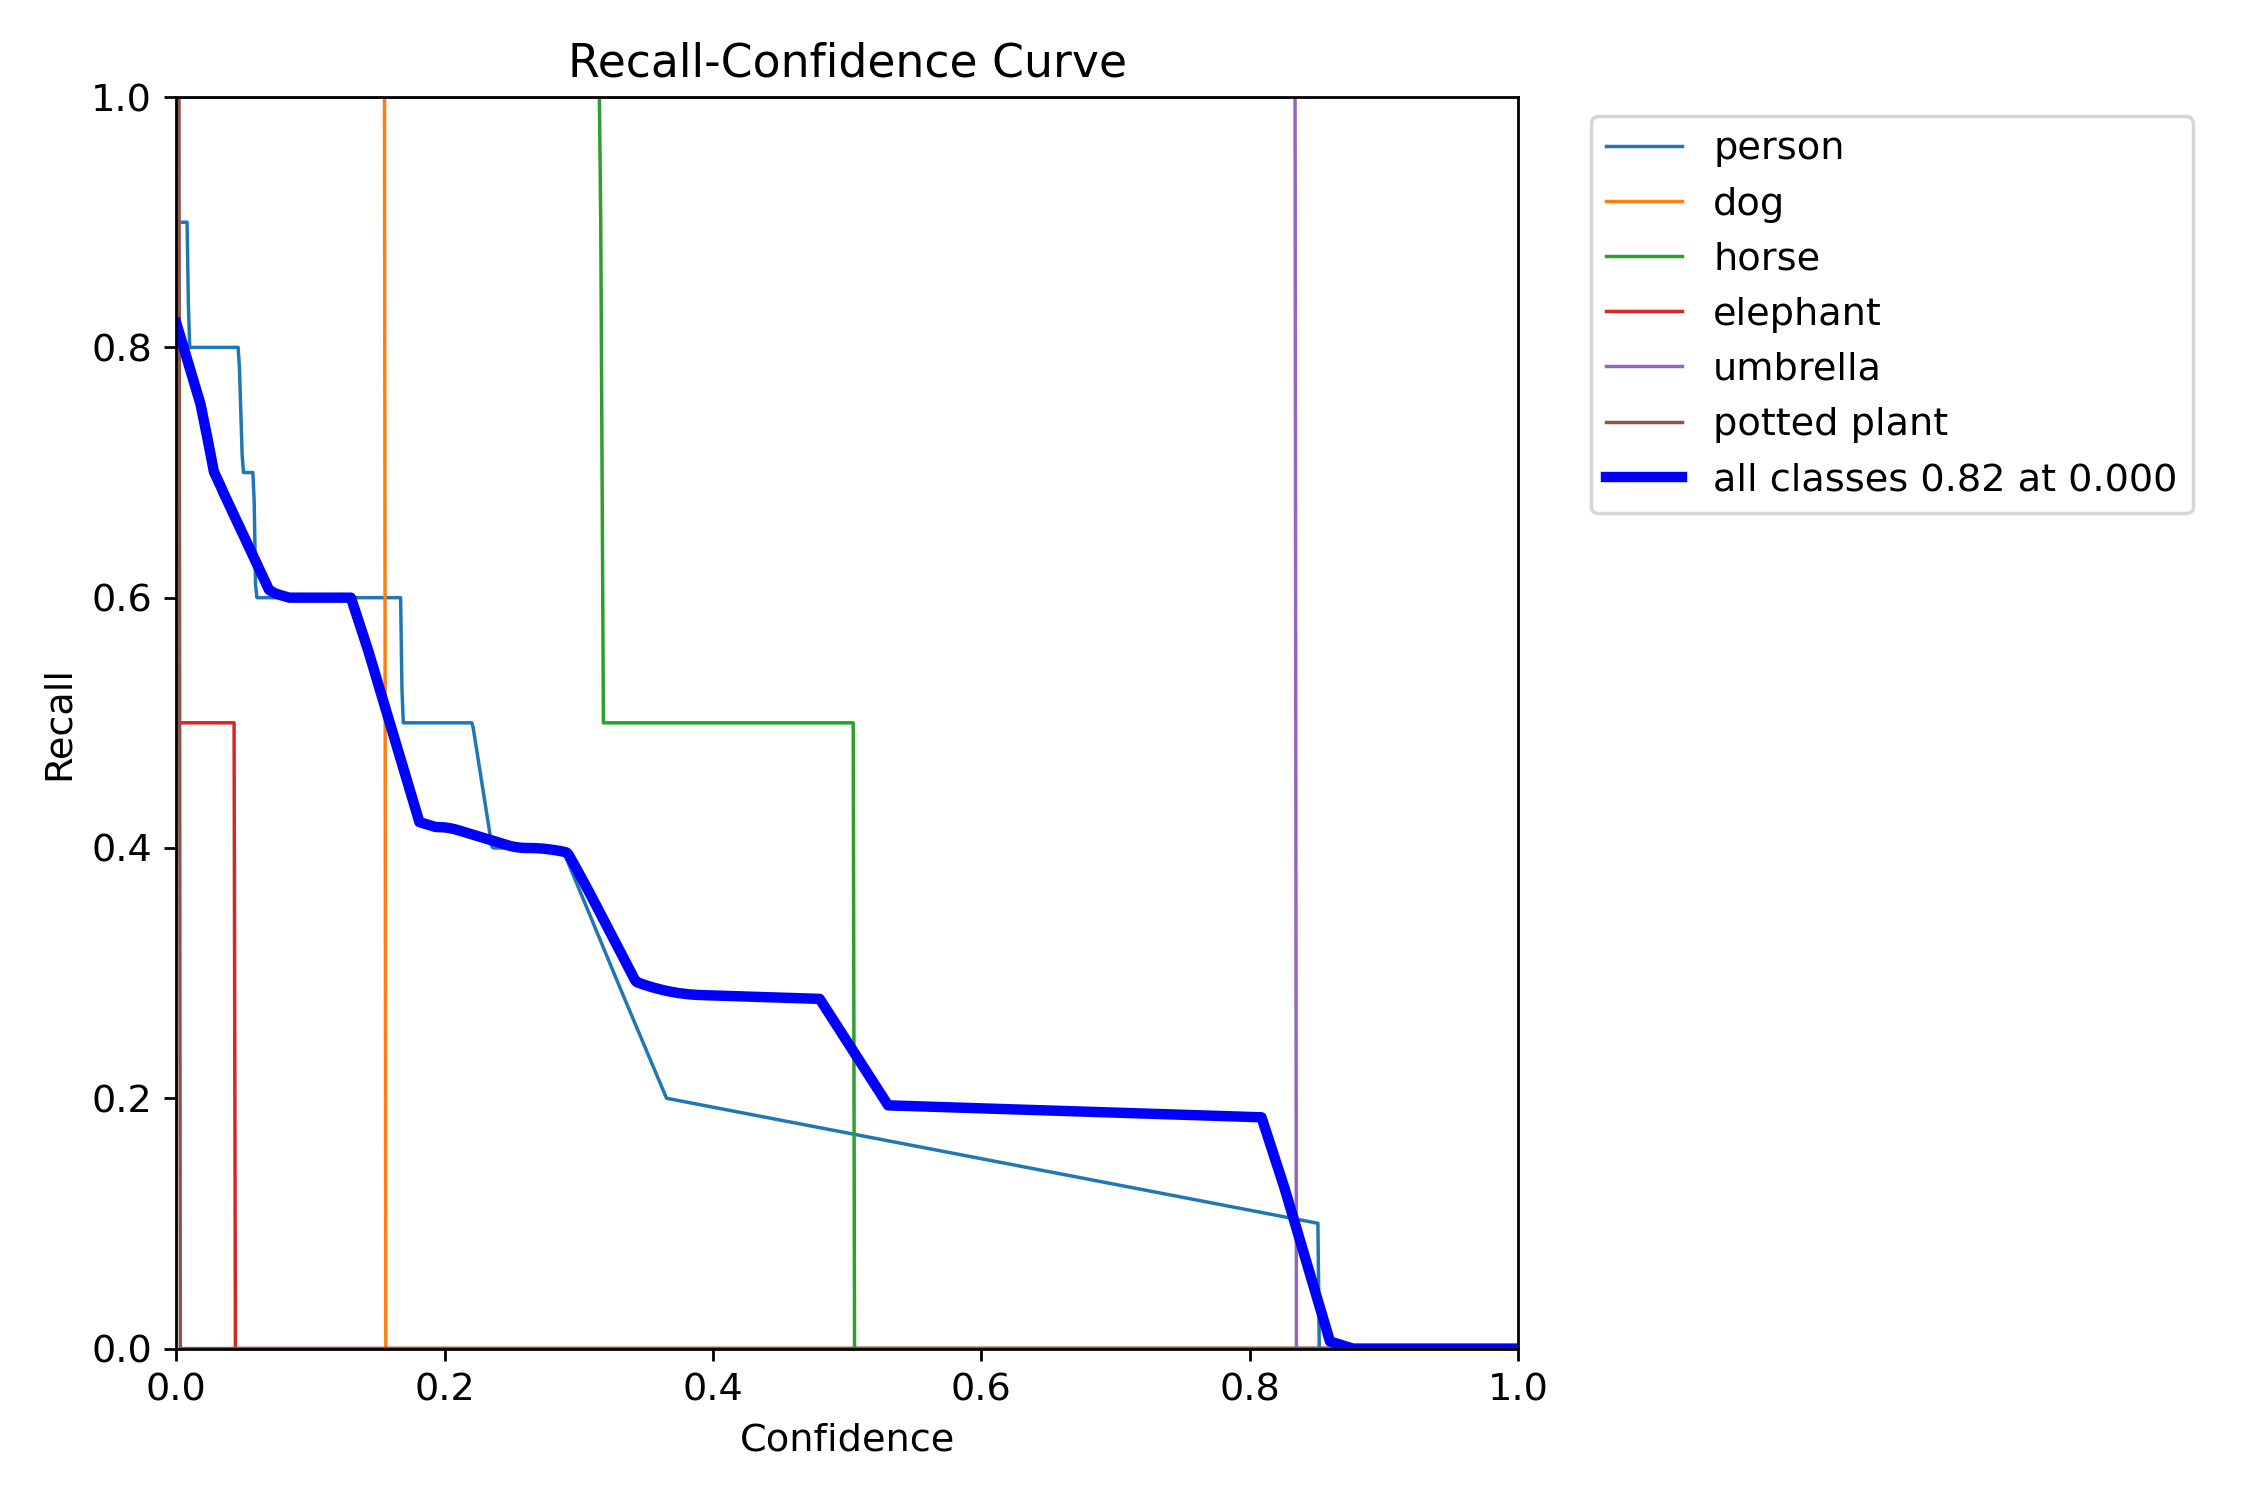 Recall-Confidence Curve
1.0
0.8
0.6
0.4
0.2
0.0
Recall
0.0 0.2 0.4 0.6 0.8 1.0
Confidence
person
dog
horse
elephant
umbrella
potted plant
all classes 0.82 at 0.000